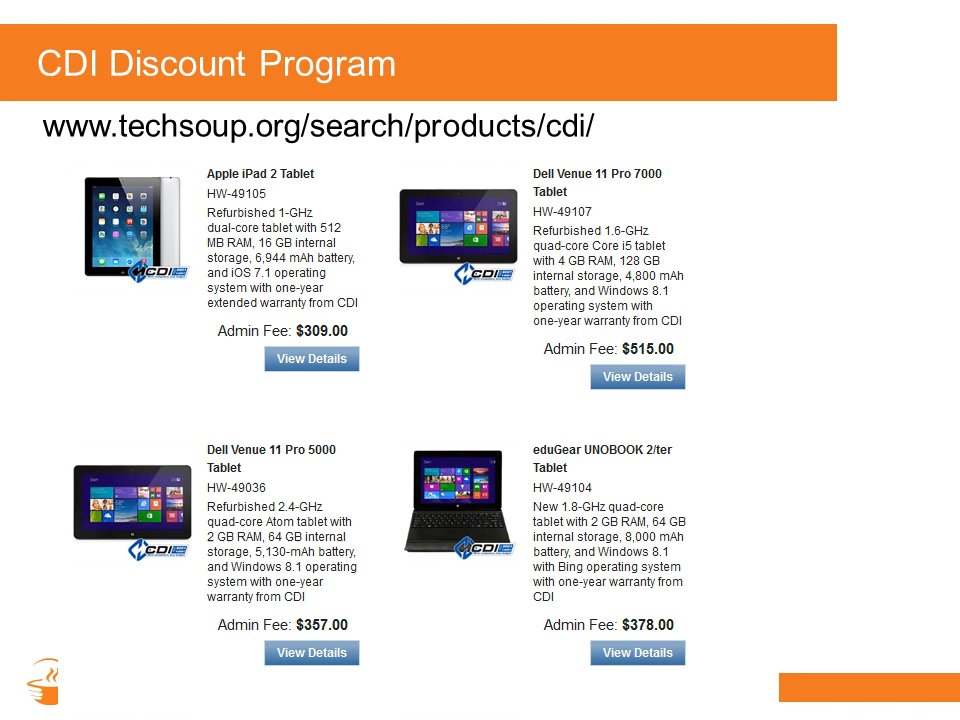 CDI Discount Program
www.techsoup.org/search/products/cdi/
Apple iPad 2 Tablet
HW-49105
Refurbished 1-GHz
dual-core tablet with 512
MB RAM, 16 GB internal
storage, 6,944 mAh battery,
and iOS 7.1 operating
system with one-year
extended warranty from CDI
Admin Fee: $309.00
View Details
CDI
Dell Venue 11 Pro 7000
Tablet
HW-49107
Refurbished 1.6-GHz
quad-core Core i5 tablet
with 4 GB RAM, 128 GB
internal storage, 4,800 mAh
battery, and Windows 8.1
operating system with
one-year warranty from CDI
Admin Fee: $515.00
View Details
Start
CDI
Dell Venue 11 Pro 5000
Tablet
HW-49036
Refurbished 2.4-GHz
quad-core Atom tablet with
2 GB RAM, 64 GB internal
storage, 5,130-mAh battery,
and Windows 8.1 operating
system with one-year
warranty from CDI
Admin Fee: $357.00
View Details
Start
CDI
eduGear UNOBOOK 2/ter
Tablet
HW-49104
New 1.8-GHz quad-core
tablet with 2 GB RAM, 64 GB
internal storage, 8,000 mAh
battery, and Windows 8.1
with Bing operating system
with one-year warranty from
CDI
Admin Fee: $378.00
View Details
Start
CDI